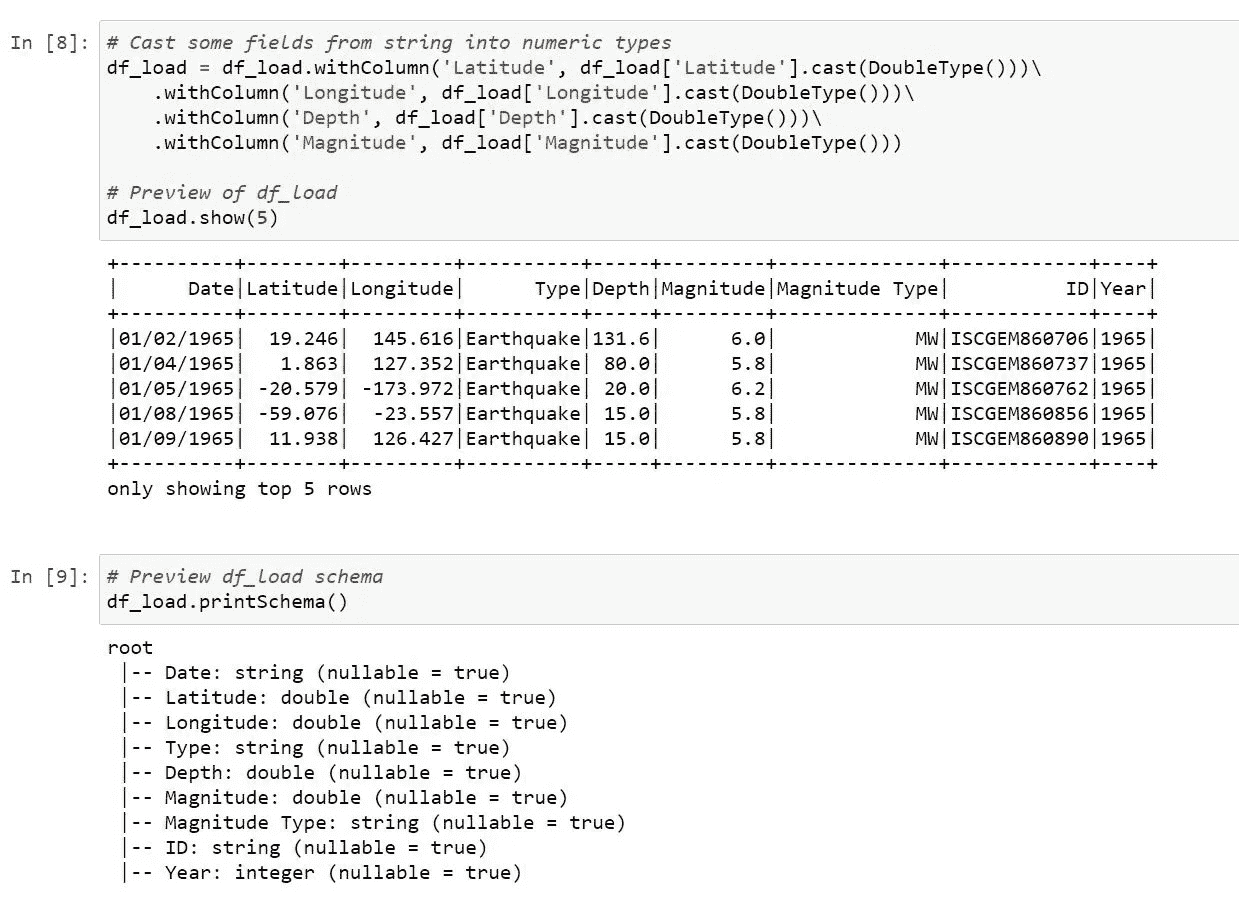 In [8]: # Cast some fields from string into numeric types
df_load = df_load.withColumn('Latitude', df_load['Latitude'].cast(DoubleType()))\
    .withColumn('Longitude', df_load['Longitude'].cast(DoubleType()))\
    .withColumn('Depth', df_load['Depth'].cast(DoubleType()))\
    .withColumn('Magnitude', df_load['Magnitude'].cast(DoubleType()))
# Preview of df_load
df_load.show(5)
+----------+--------+---------+----------+-----+---------+--------------+------------+----+
|      Date|Latitude|Longitude|      Type|Depth|Magnitude|Magnitude Type|          ID|Year|
+----------+--------+---------+----------+-----+---------+--------------+------------+----+
|01/02/1965|  19.246|  145.616|Earthquake|131.6|      6.0|            MW|ISCGEM860706|1965|
|01/04/1965|   1.863|  127.352|Earthquake| 80.0|      5.8|            MW|ISCGEM860737|1965|
|01/05/1965| -20.579| -173.972|Earthquake| 20.0|      6.2|            MW|ISCGEM860762|1965|
|01/08/1965| -59.076|  -23.557|Earthquake| 15.0|      5.8|            MW|ISCGEM860856|1965|
|01/09/1965|  11.938|  126.427|Earthquake| 15.0|      5.8|            MW|ISCGEM860890|1965|
+----------+--------+---------+----------+-----+---------+--------------+------------+----+
only showing top 5 rows
In [9]: # Preview df_load schema
df_load.printSchema()
root
 |-- Date: string (nullable = true)
 |-- Latitude: double (nullable = true)
 |-- Longitude: double (nullable = true)
 |-- Type: string (nullable = true)
 |-- Depth: double (nullable = true)
 |-- Magnitude: double (nullable = true)
 |-- Magnitude Type: string (nullable = true)
 |-- ID: string (nullable = true)
 |-- Year: integer (nullable = true)